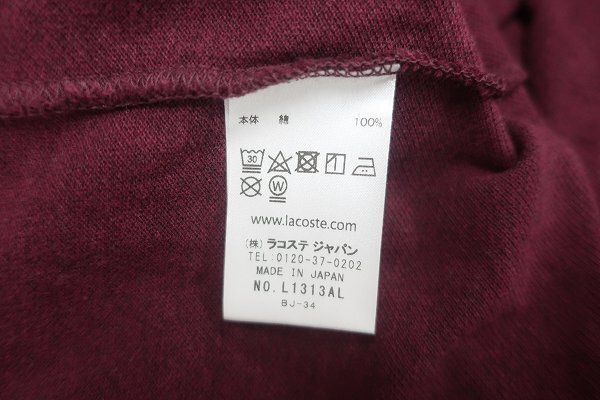 本体 綿 100%
30
W
www.lacoste.com
(株) ラコステ ジャパン
TEL:0120-37-0202
MADE IN JAPAN
NO. L1313AL
BJ-34